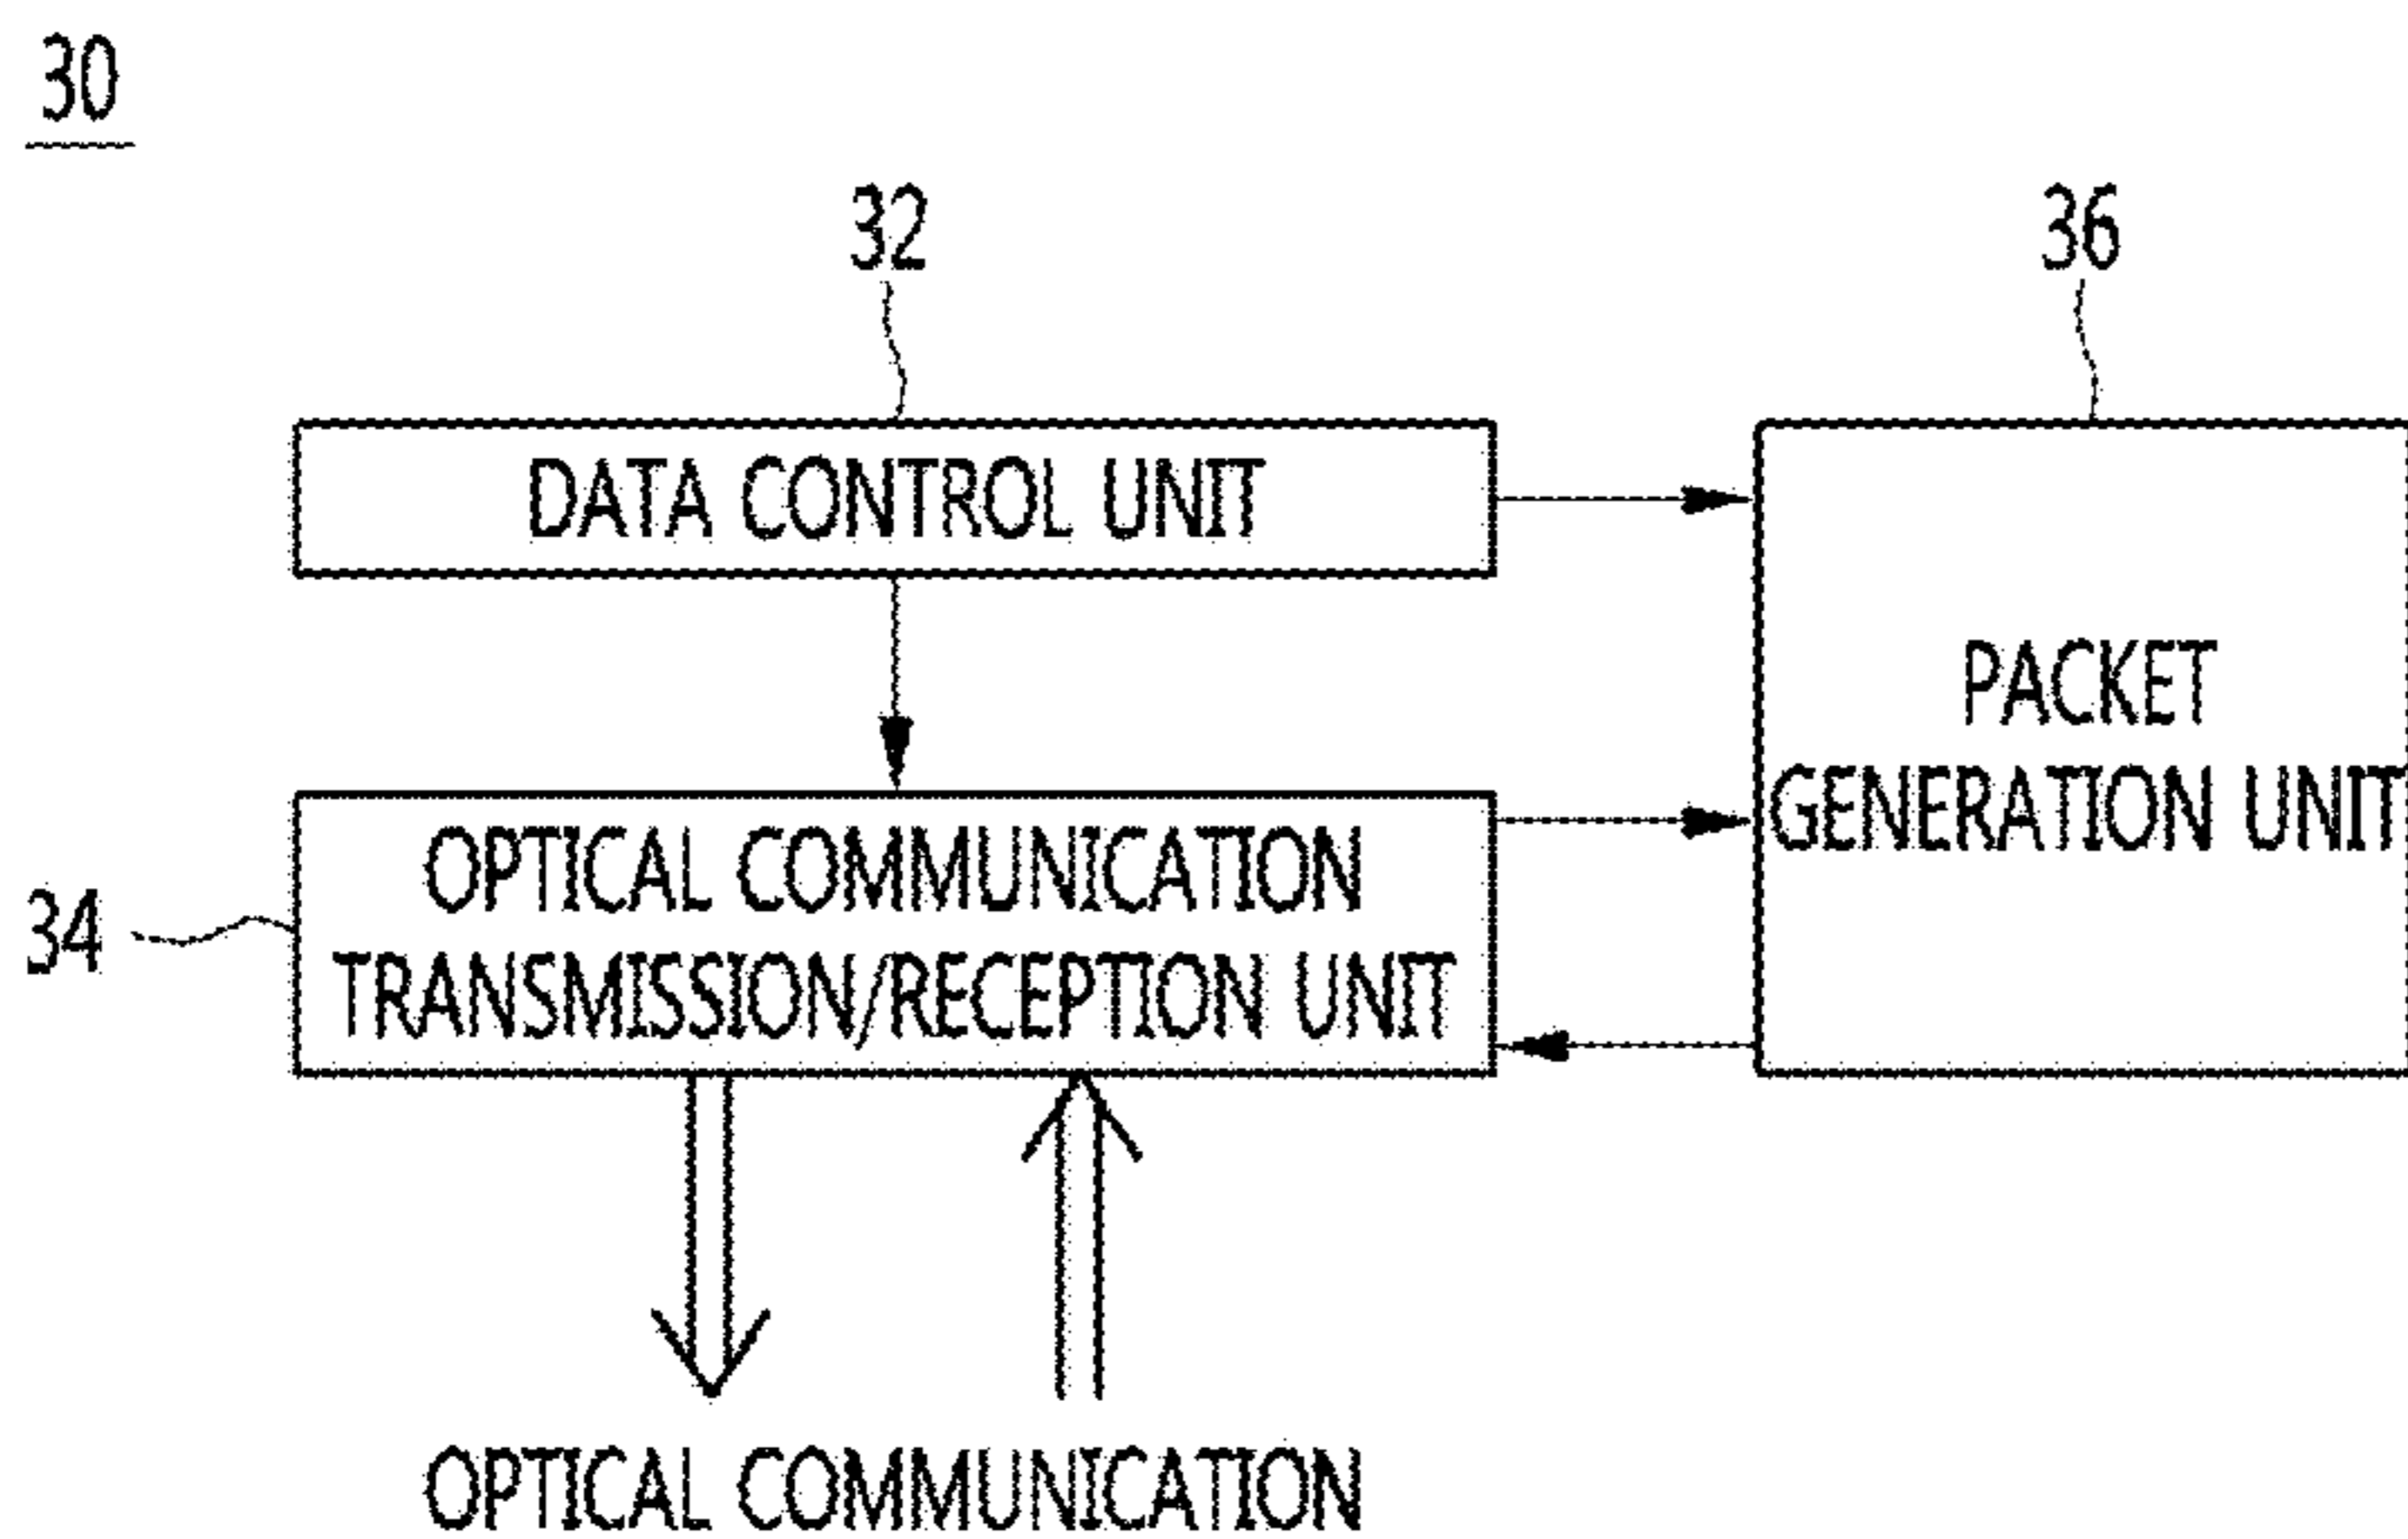 30
32
36
DATA CONTROL UNIT
PACKET
GENERATION UNIT
OPTICAL COMMUNICATION
TRANSMISSION/RECEPTION UNIT
34
OPTICAL COMMUNICATION